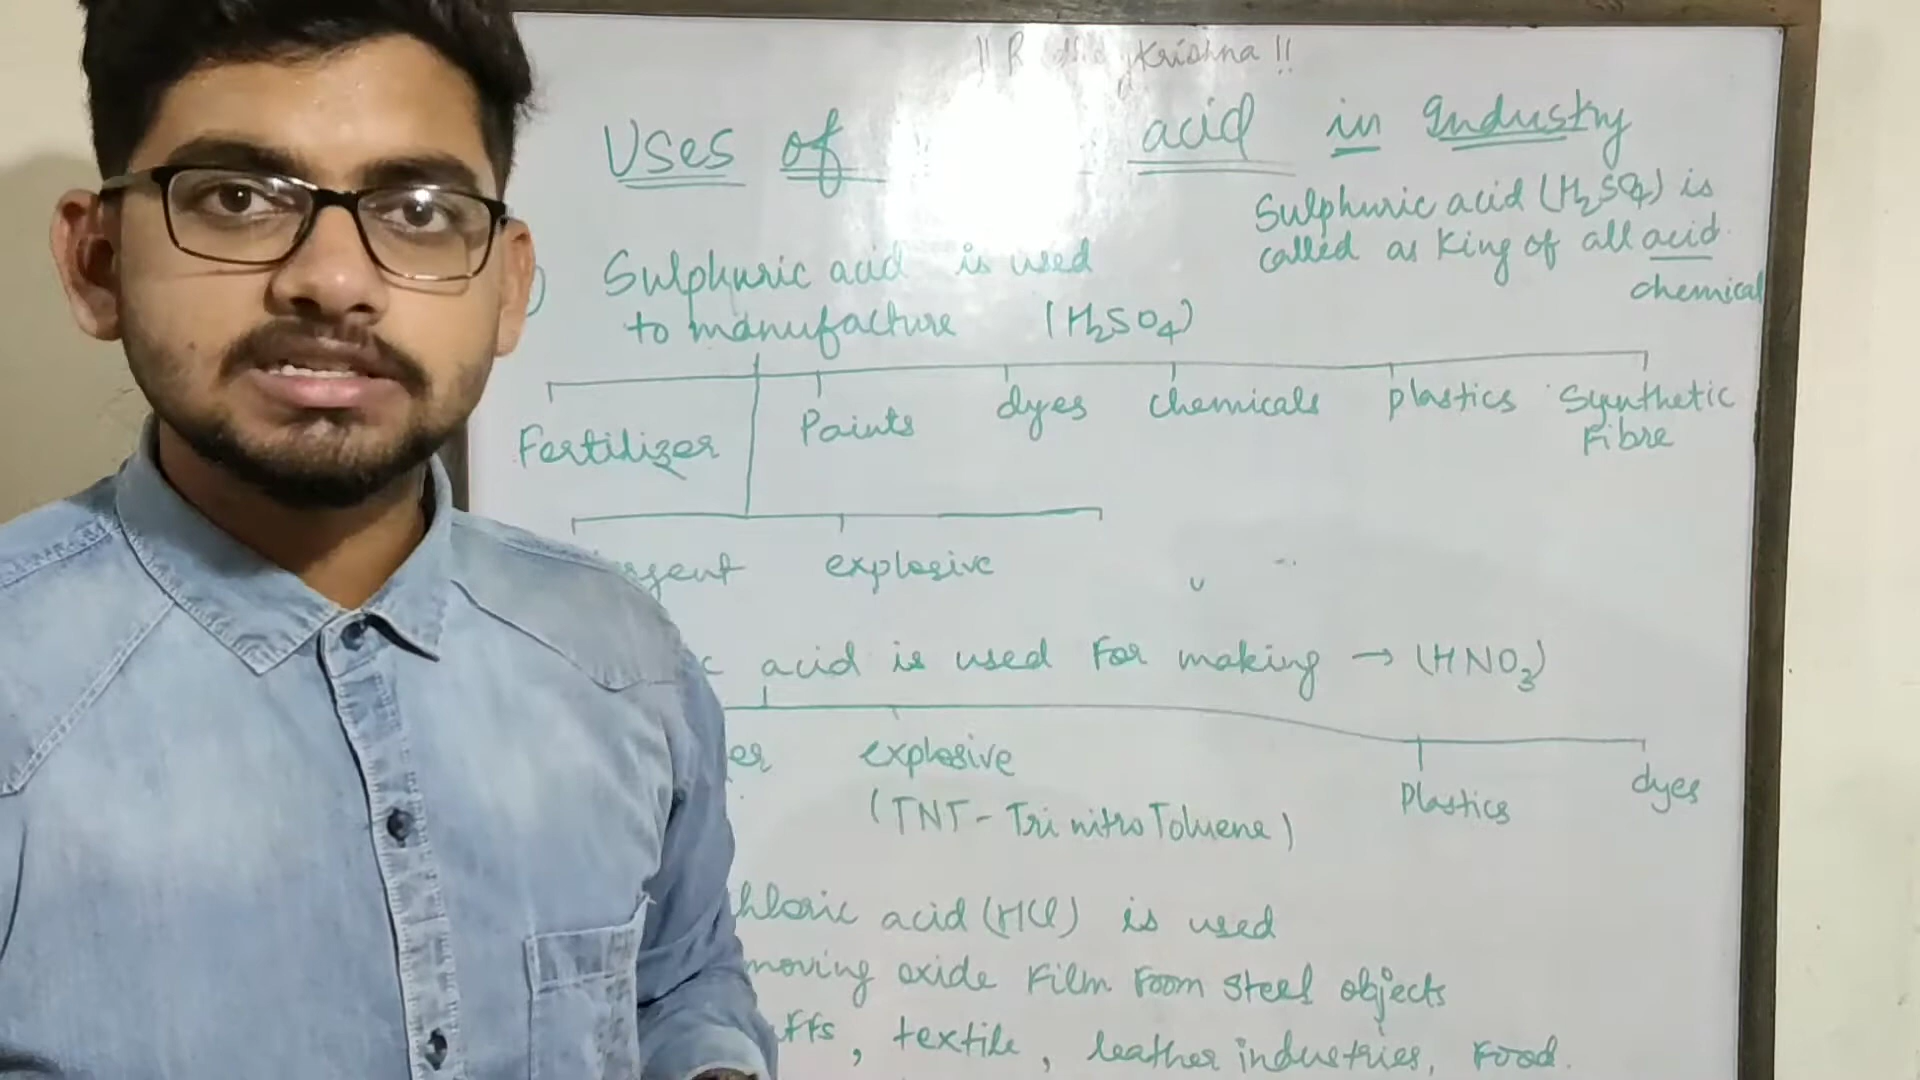 Krishna !!
Uses of acid in Industry
Sulphuric acid (H₂SO₄) is
called as King of all acid
chemical
Sulphuric acid is used
to manufacture (H₂SO₄)
Fertilizer Paints dyes chemicals plastics Synthetic
Fibre
explosive
acid is used For making → (HNO₃)
explosive Plastics dyes
(TNT - Tri nitro Toluene)
acid (HCl) is used
oxide Film From Steel objects
, textile, leather industries, Food.